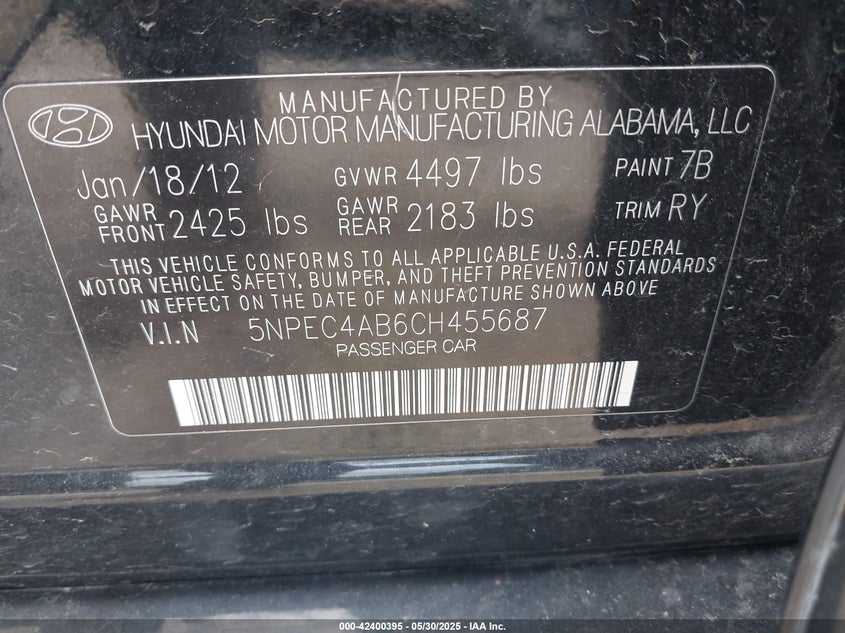 MANUFACTURED BY
HYUNDAI MOTOR MANUFACTURING ALABAMA, LLC
Jan/18/12 GVWR 4497 lbs PAINT 7B
GAWR FRONT 2425 lbs GAWR REAR 2183 lbs TRIM RY
THIS VEHICLE CONFORMS TO ALL APPLICABLE U.S.A. FEDERAL
MOTOR VEHICLE SAFETY, BUMPER, AND THEFT PREVENTION STANDARDS
IN EFFECT ON THE DATE OF MANUFACTURE SHOWN ABOVE
V.I.N 5NPEC4AB6CH455687
PASSENGER CAR
000-42400395 - 05/30/2025 - IAA Inc.